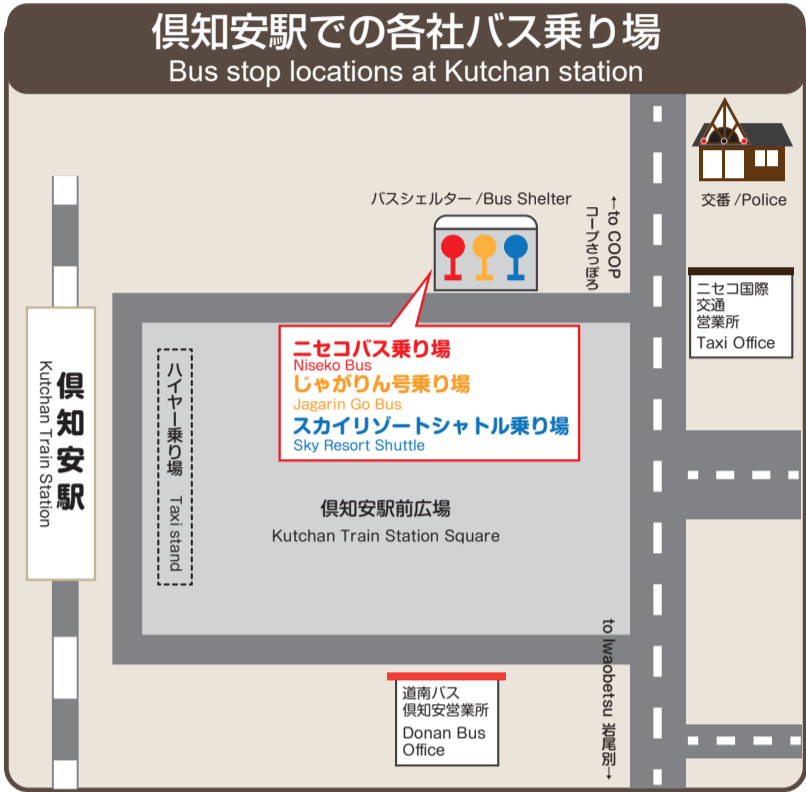 倶知安駅での各社バス乗り場
Bus stop locations at Kutchan station
交番 /Police
バスシェルター /Bus Shelter
←to COOP
コープさっぽろ
ニセコ国際
交通
営業所
Taxi Office
ニセコバス乗り場
Niseko Bus
じゃがりん号乗り場
Jagarin Go Bus
スカイリゾートシャトル乗り場
Sky Resort Shuttle
倶知安駅
Kutchan Train Station
ハイヤー乗り場 Taxi stand
倶知安駅前広場
Kutchan Train Station Square
to Iwaobetsu 岩尾別→
道南バス
倶知安営業所
Donan Bus
Office